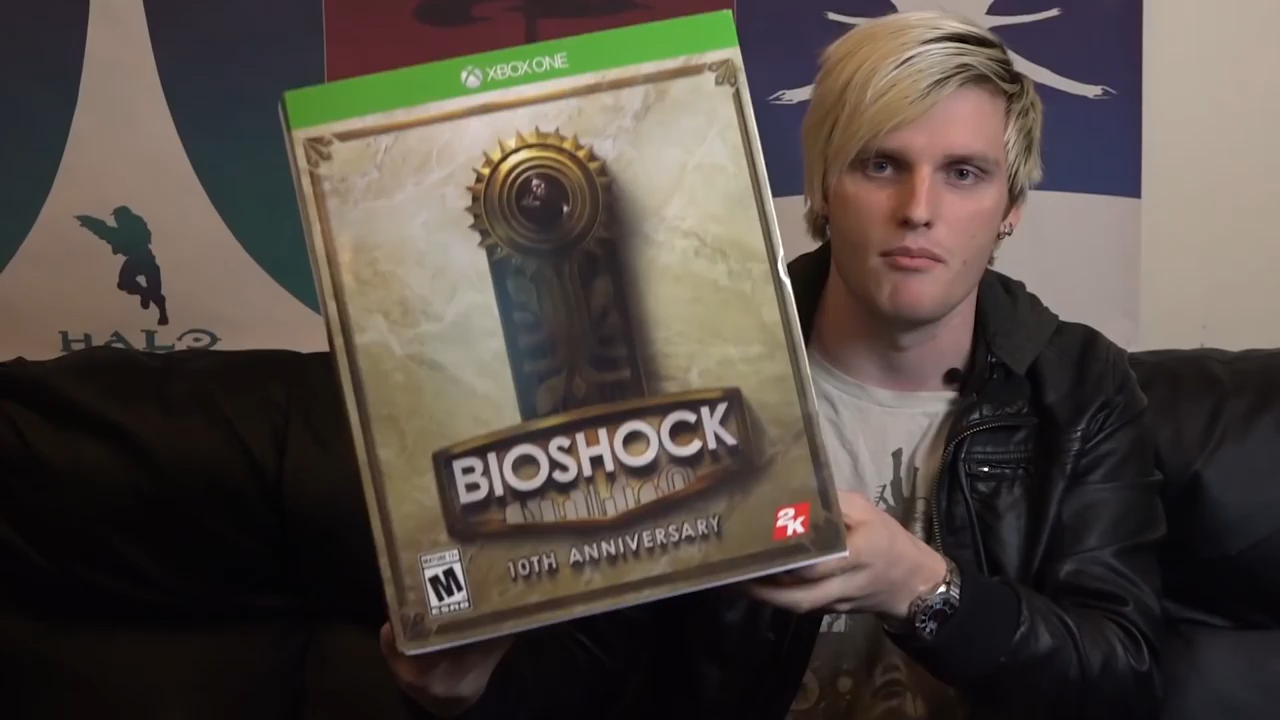 XBOX ONE
HALO
BIOSHOCK
10TH ANNIVERSARY
2K
MATURE 17+
M
ESRB